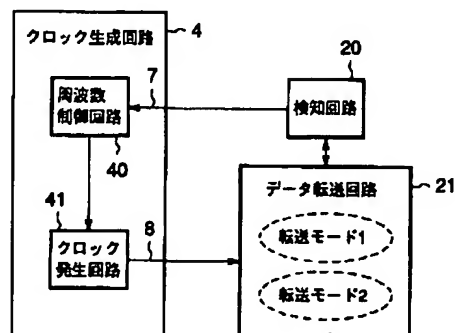 クロック生成回路
4
20
周波数
制御回路
7
検知回路
40
データ転送回路
21
41
クロック
発生回路
8
転送モード1
転送モード2